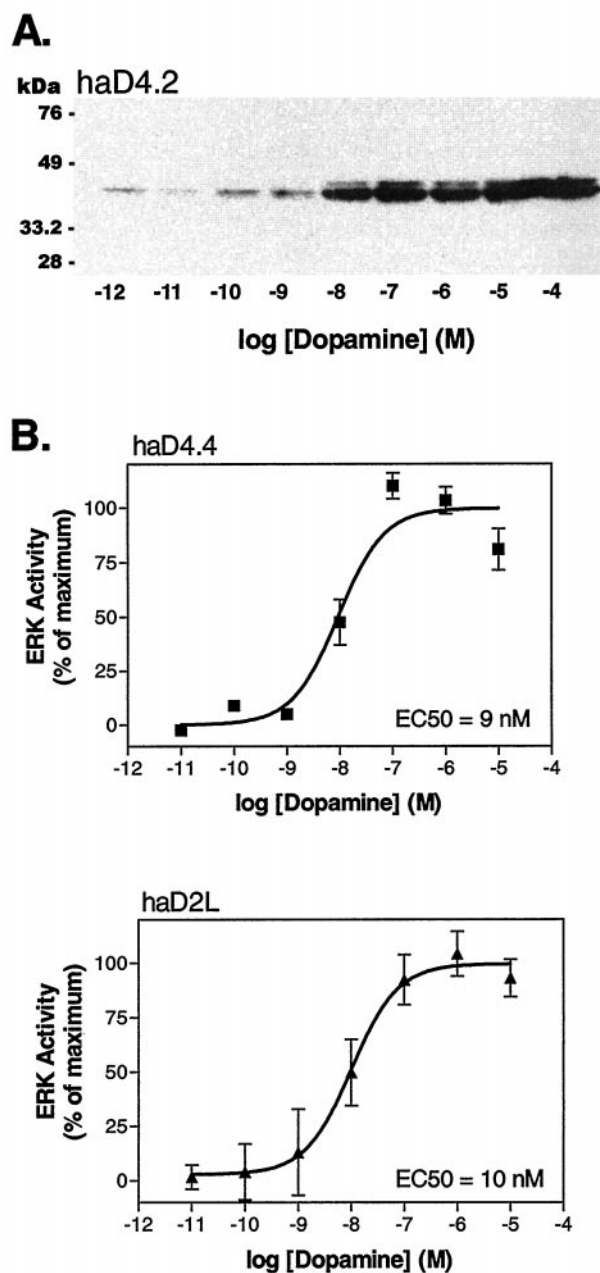 A.
kDa haD4.2
76 -
49 -
33.2 -
28 -
-12 -11 -10 -9 -8 -7 -6 -5 -4
log [Dopamine] (M)
B.
haD4.4
ERK Activity
(% of maximum)
100
75
50
25
0
EC50 = 9 nM
-12 -11 -10 -9 -8 -7 -6 -5 -4
log [Dopamine] (M)
haD2L
ERK Activity
(% of maximum)
100
75
50
25
0
EC50 = 10 nM
-12 -11 -10 -9 -8 -7 -6 -5 -4
log [Dopamine] (M)